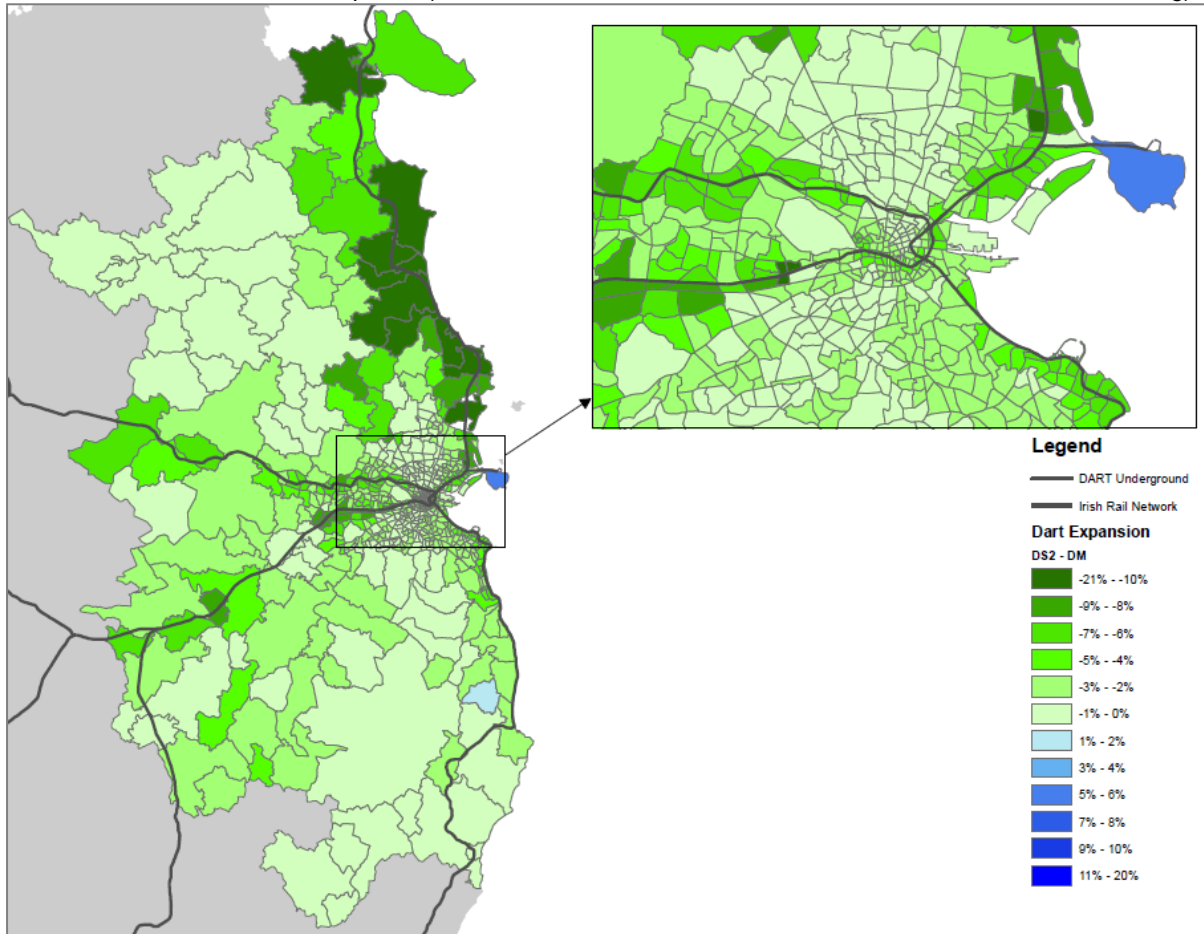 Legend
DART Underground
Irish Rail Network
Dart Expansion
DS2 - DM
-21% - -10%
-9% - -8%
-7% - -6%
-5% - -4%
-3% - -2%
-1% - 0%
1% - 2%
3% - 4%
5% - 6%
7% - 8%
9% - 10%
11% - 20%